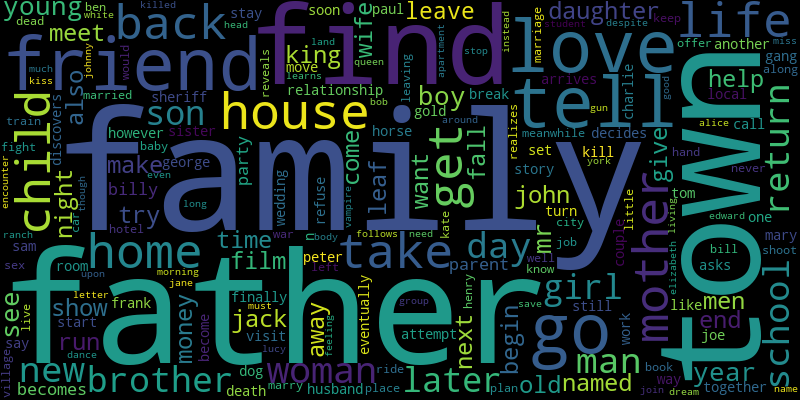 young ben white killed back head find paul soon wife leave daughter another life miss
dead meet friend johnny would land king move queen stay stop instead marriage student despite keep offer gang along
kiss much also married sheriff reveals learns relationship apartment love
house boy break arrives charlie tell good gun help local
child discovers train son bob leaving gold horse around realizes meanwhile decides alice call town
however sister baby party come get fall set kill york hand never
fight night make george even wedding refuse leaf want story give
encounter car though billy long vampire john turn little tom edward one
try hotel war n body follows need kate mr city couple mother elizabeth living bill mary
ranch sam home time take day job asks shoot return
sex room upon film peter left parent well know girl still men school
father morning jane group henry save like
see live letter show frank finally must away eventually next begin go work end joe
say start money become jack visit feeling attempt man book year together
run dance lucy woman later old named way
village new becomes brother dog death marry husband ride place plan join dream name